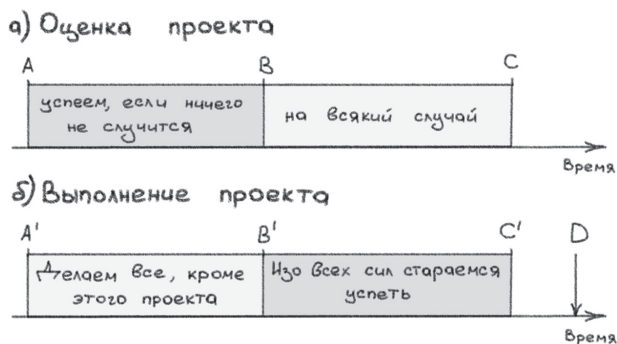 а) Оценка проекта
A B C
успеем, если ничего
не случится
на всякий случай
Время
б) Выполнение проекта
A' B' C' D
Делаем все, кроме
этого проекта
Изо всех сил стараемся
успеть
Время